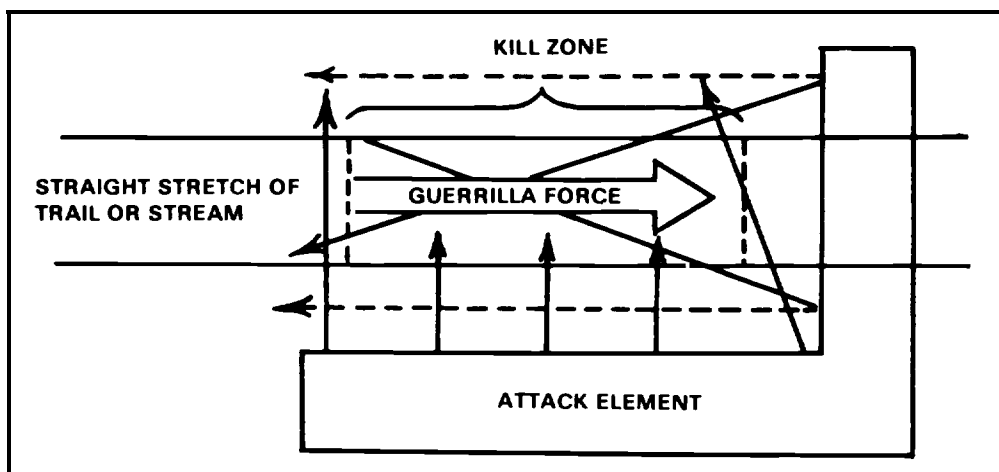 KILL ZONE
STRAIGHT STRETCH OF
TRAIL OR STREAM
GUERRILLA FORCE
ATTACK ELEMENT